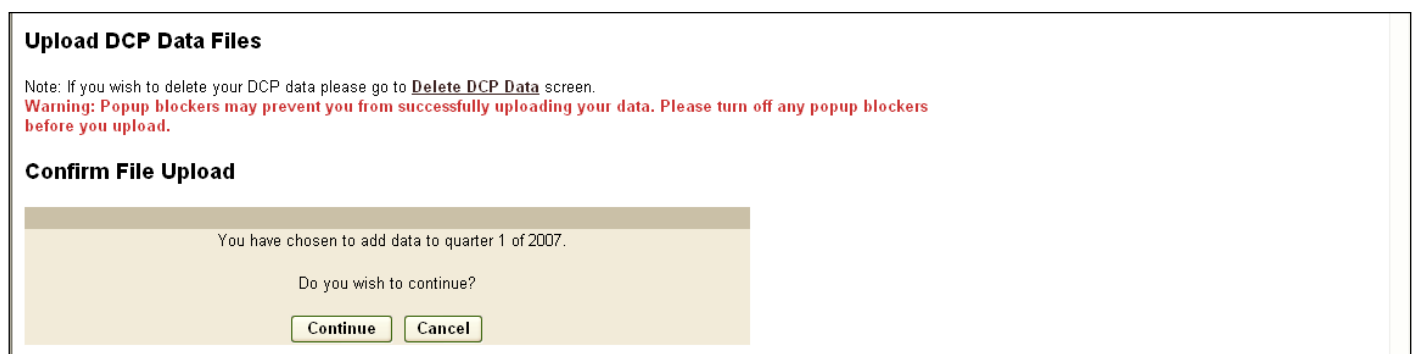 Upload DCP Data Files
Note: If you wish to delete your DCP data please go to Delete DCP Data screen.
Warning: Popup blockers may prevent you from successfully uploading your data. Please turn off any popup blockers
before you upload.
Confirm File Upload
You have chosen to add data to quarter 1 of 2007.
Do you wish to continue?
Continue Cancel